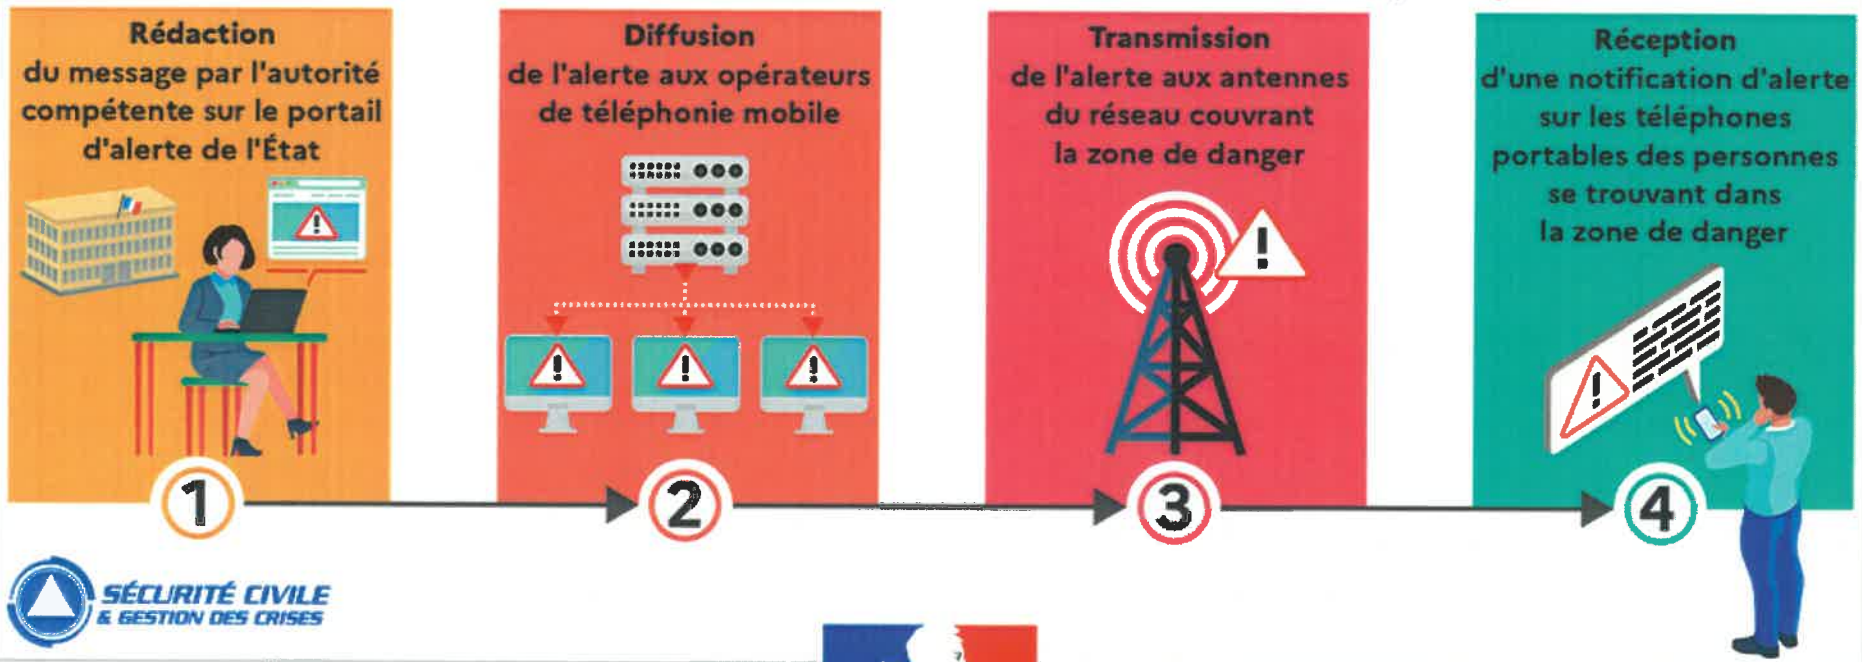 Rédaction
du message par l'autorité
compétente sur le portail
d'alerte de l'État
1
Diffusion
de l'alerte aux opérateurs
de téléphonie mobile
2
Transmission
de l'alerte aux antennes
du réseau couvrant
la zone de danger
3
Réception
d'une notification d'alerte
sur les téléphones
portables des personnes
se trouvant dans
la zone de danger
4
SÉCURITÉ CIVILE
& GESTION DES CRISES